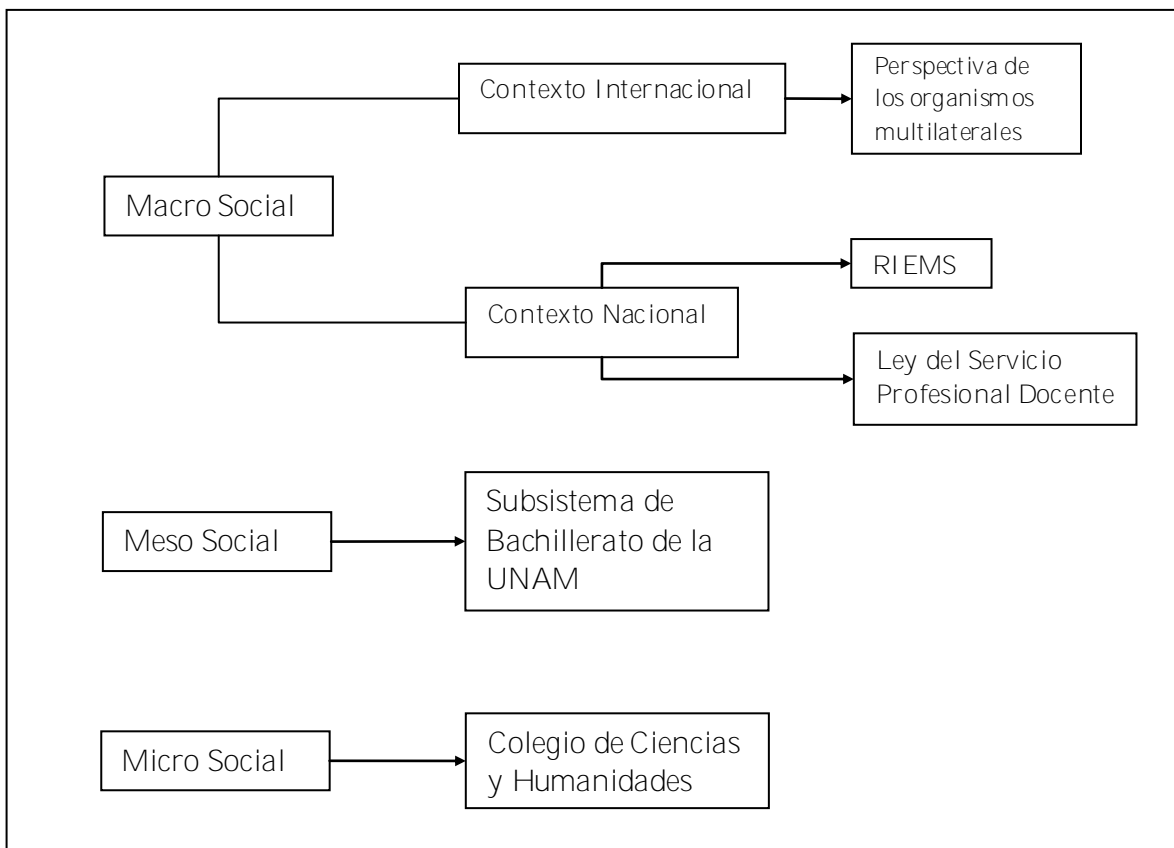 Contexto Internacional
Perspectiva de
los organismos
multilaterales
Macro Social
RIEMS
Contexto Nacional
Ley del Servicio
Profesional Docente
Meso Social
Subsistema de
Bachillerato de la
UNAM
Micro Social
Colegio de Ciencias
y Humanidades